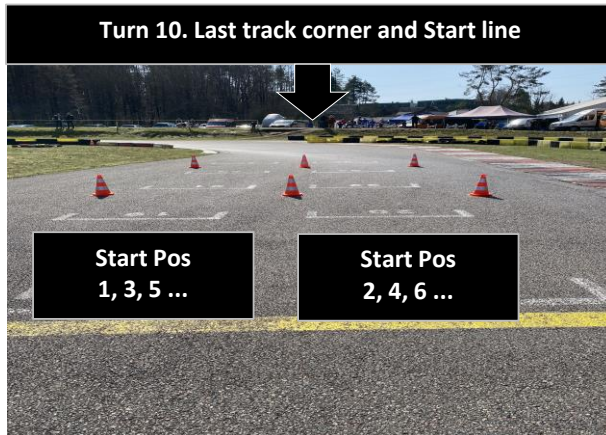 Turn 10. Last track corner and Start line
Start Pos
1, 3, 5 ...
Start Pos
2, 4, 6 ...